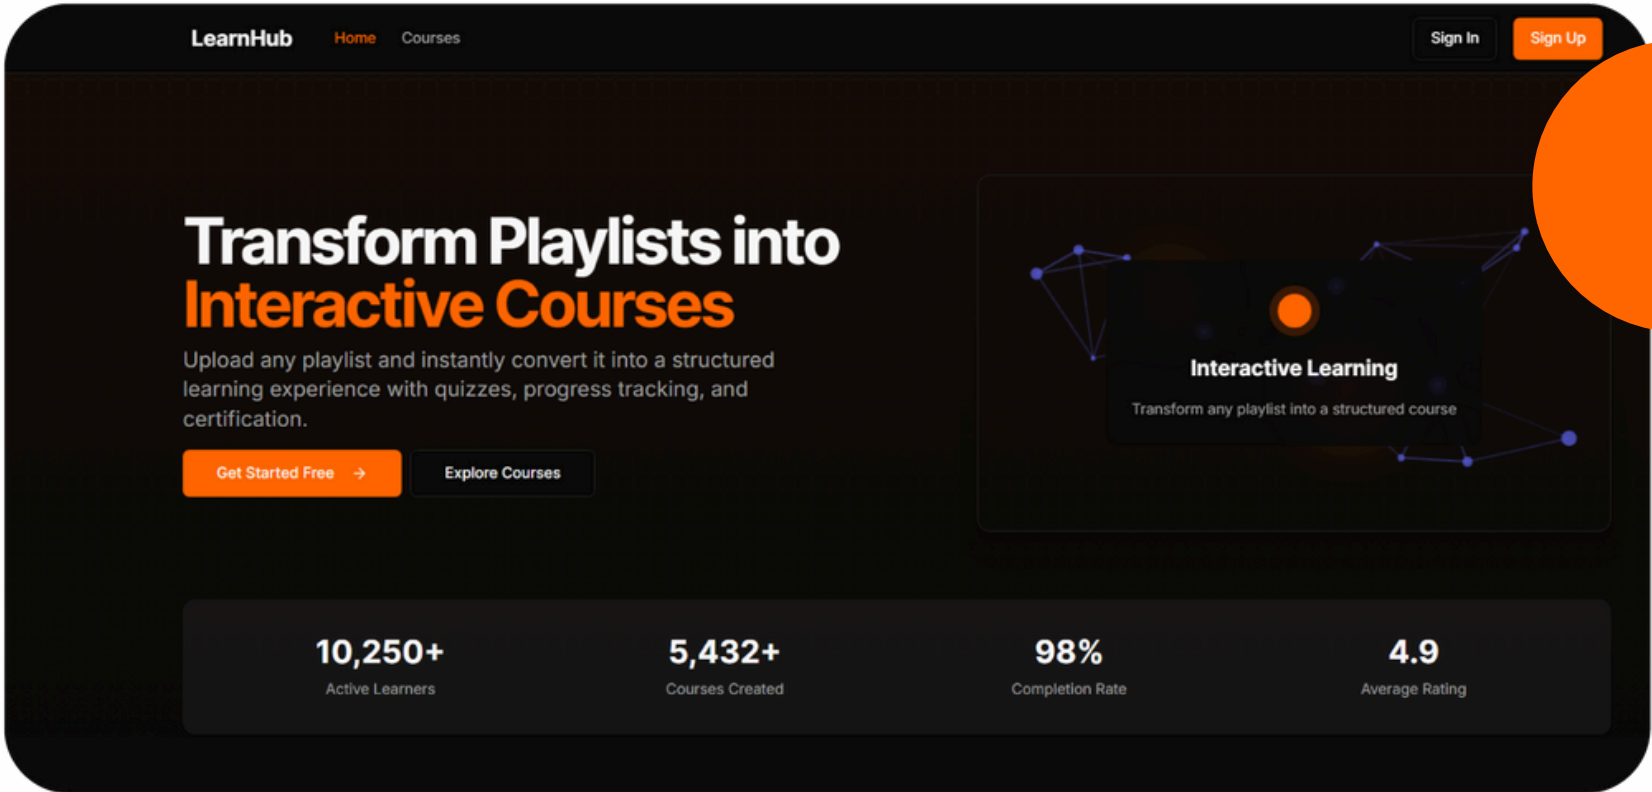 LearnHub
Home
Courses
Sign In
Sign Up
Transform Playlists into
Interactive Courses
Upload any playlist and instantly convert it into a structured
learning experience with quizzes, progress tracking, and
certification.
Get Started Free →
Explore Courses
Interactive Learning
Transform any playlist into a structured course
10,250+
Active Learners
5,432+
Courses Created
98%
Completion Rate
4.9
Average Rating